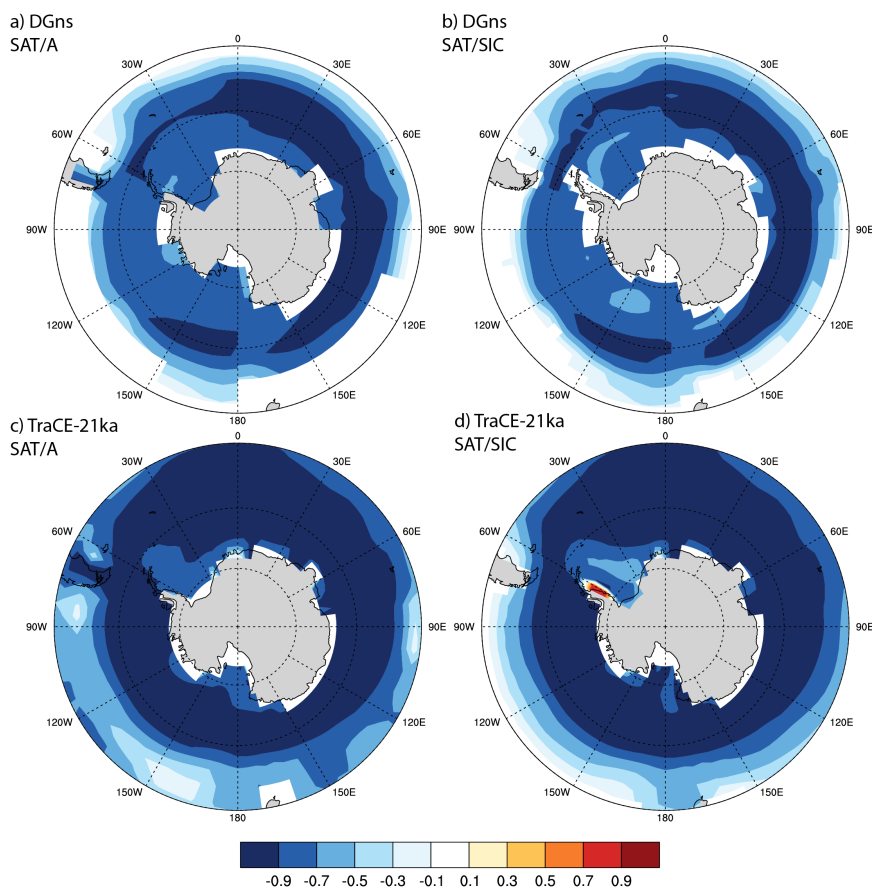 a) DGns
SAT/A
b) DGns
SAT/SIC
0
30W
30E
60W
60E
90W
90E
120W
120E
150W
150E
180
0
30W
30E
60W
60E
90W
90E
120W
120E
150W
150E
180
c) TraCE-21ka
SAT/A
d) TraCE-21ka
SAT/SIC
0
30W
30E
60W
60E
90W
90E
120W
120E
150W
150E
180
0
30W
30E
60W
60E
90W
90E
120W
120E
150W
150E
180
-0.9 -0.7 -0.5 -0.3 -0.1 0.1 0.3 0.5 0.7 0.9